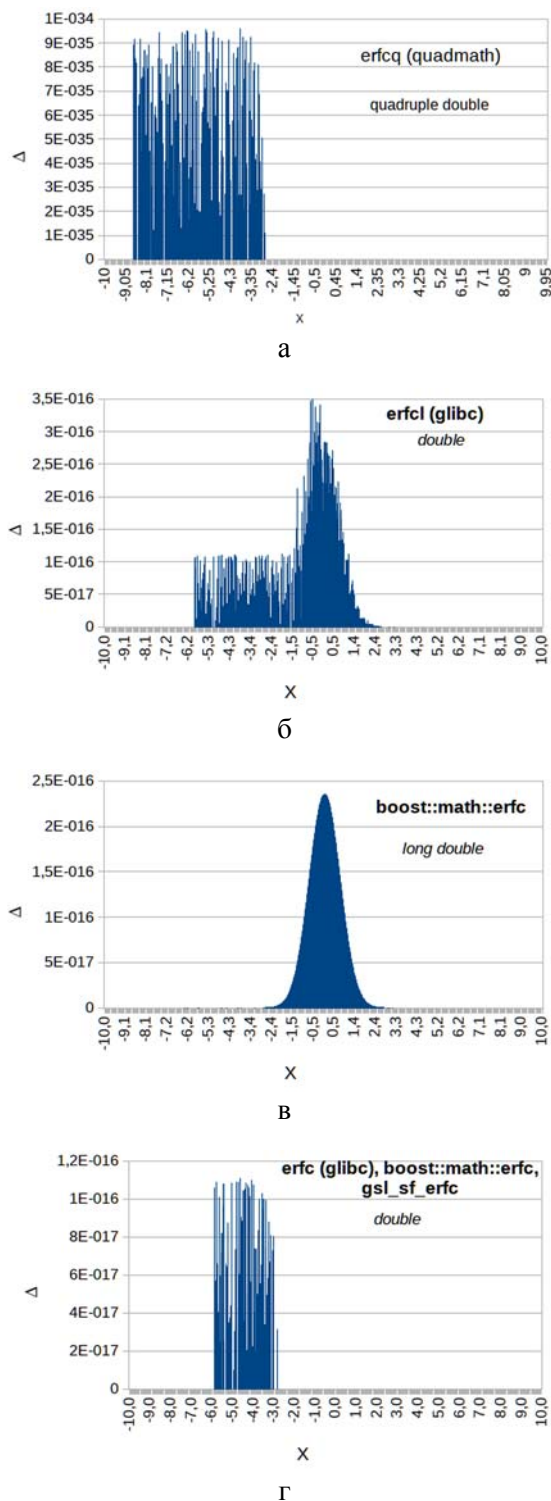 1E-034
9E-035
8E-035
7E-035
6E-035
5E-035
4E-035
3E-035
2E-035
1E-035
0
erfcq (quadmath)
quadruple double
Δ
-10 -9,05 -8,1 -7,15 -6,2 -5,25 -4,3 -3,35 -2,4 -1,45 -0,5 0,45 1,4 2,35 3,3 4,25 5,2 6,15 7,1 8,05 9 9,95
x
а
3,5E-016
3E-016
2,5E-016
2E-016
1,5E-016
1E-016
5E-017
0
erfcl (glibc)
double
Δ
-10,0 -9,1 -8,1 -7,2 -6,2 -5,3 -4,3 -3,4 -2,4 -1,5 -0,5 0,5 1,4 2,4 3,3 4,3 5,2 6,2 7,1 8,1 9,0 10,0
X
б
2,5E-016
2E-016
1,5E-016
1E-016
5E-017
0
boost::math::erfc
long double
Δ
-10,0 -9,1 -8,1 -7,2 -6,2 -5,3 -4,3 -3,4 -2,4 -1,5 -0,5 0,5 1,4 2,4 3,3 4,3 5,2 6,2 7,1 8,1 9,0 10,0
X
в
1,2E-016
1E-016
8E-017
6E-017
4E-017
2E-017
0
erfc (glibc), boost::math::erfc,
gsl_sf_erfc
double
Δ
-10,0 -9,0 -8,0 -7,0 -6,0 -5,0 -4,0 -3,0 -2,0 -1,0 0,0 1,0 2,0 3,0 4,0 5,0 6,0 7,0 8,0 9,0 10,0
X
г